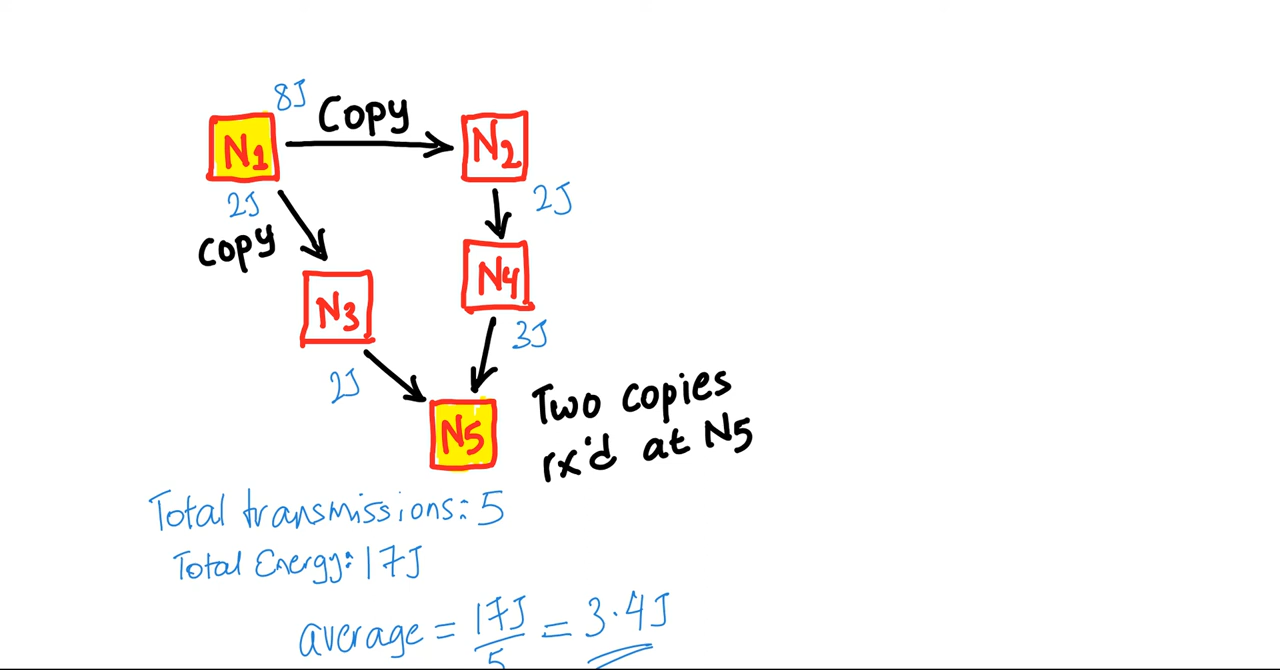 8J
Copy
N1
N2
2J
2J
Copy
N4
N3
3J
2J
N5
Two copies
rx'd at N5
Total transmissions: 5
Total Energy: 17J
average = 17J/5 = 3.4J